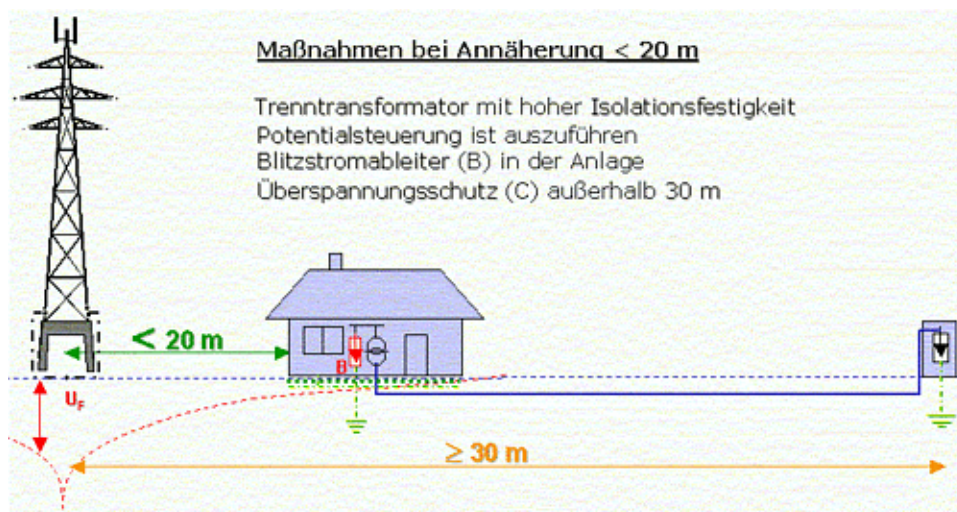 Maßnahmen bei Annäherung < 20 m
Trenntransformator mit hoher Isolationsfestigkeit
Potentialsteuerung ist auszuführen
Blitzstromableiter (B) in der Anlage
Überspannungsschutz (C) außerhalb 30 m
< 20 m
B
UF
≥ 30 m